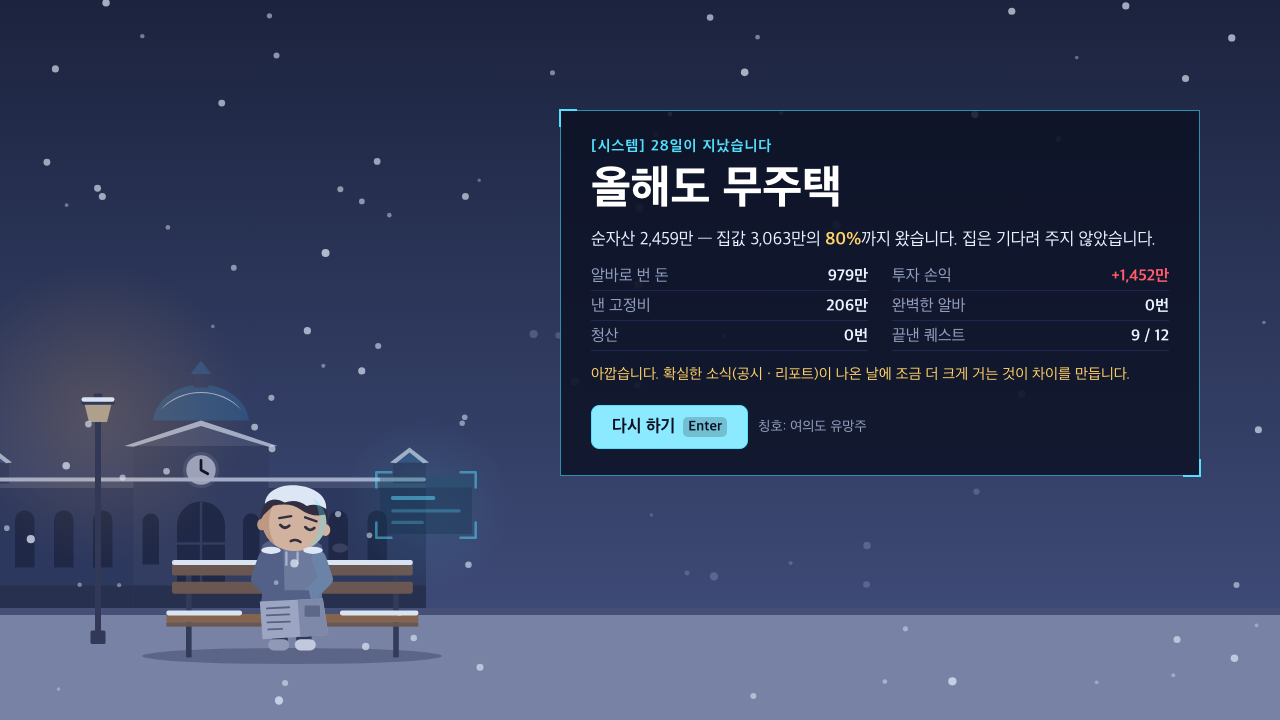 [시스템] 28일이 지났습니다
올해도 무주택
순자산 2,459만 — 집값 3,063만의 80%까지 왔습니다. 집은 기다려 주지 않았습니다.
알바로 번 돈 979만 투자 손익 +1,452만
낸 고정비 206만 완벽한 알바 0번
청산 0번 끝낸 퀘스트 9 / 12
아깝습니다. 확실한 소식(공시 · 리포트)이 나온 날에 조금 더 크게 거는 것이 차이를 만듭니다.
다시 하기 Enter 칭호: 여의도 유망주